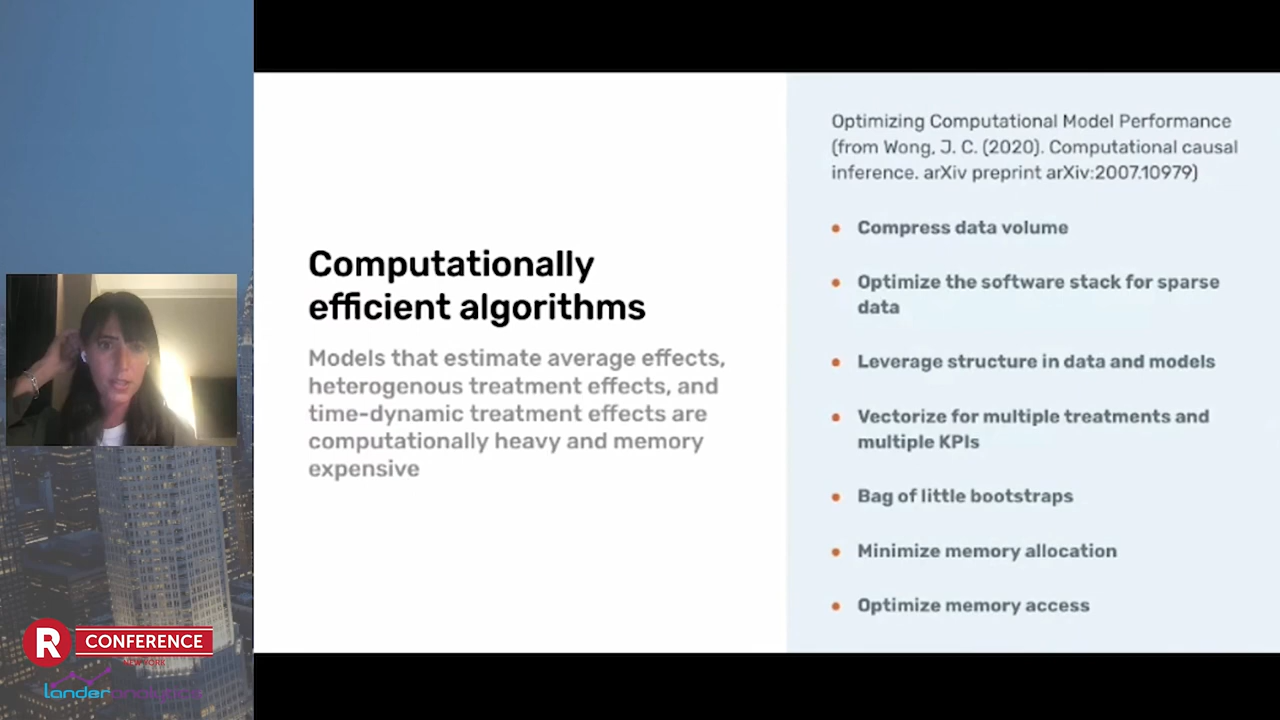 Computationally
efficient algorithms
Models that estimate average effects,
heterogenous treatment effects, and
time-dynamic treatment effects are
computationally heavy and memory
expensive
Optimizing Computational Model Performance
(from Wong, J. C. (2020). Computational causal
inference. arXiv preprint arXiv:2007.10979)
Compress data volume
Optimize the software stack for sparse
data
Leverage structure in data and models
Vectorize for multiple treatments and
multiple KPIs
Bag of little bootstraps
Minimize memory allocation
Optimize memory access
R CONFERENCE
NEW YORK
lander analytics